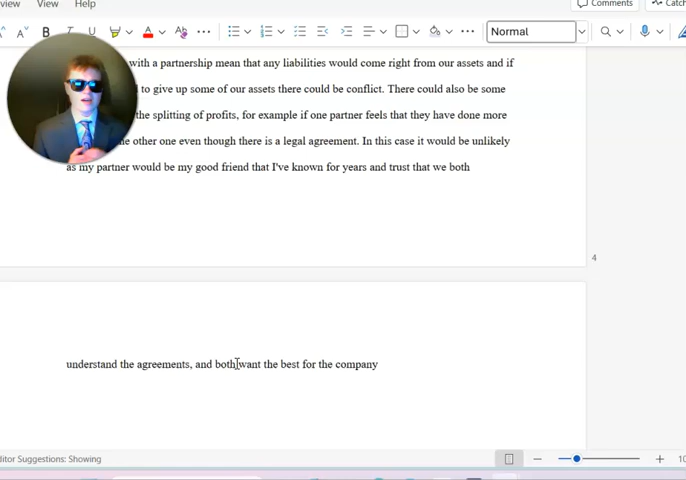 view View Help Comments Catch
B I U A Normal
with a partnership mean that any liabilities would come right from our assets and if
to give up some of our assets there could be conflict. There could also be some
the splitting of profits, for example if one partner feels that they have done more
other one even though there is a legal agreement. In this case it would be unlikely
as my partner would be my good friend that I've known for years and trust that we both
4
understand the agreements, and both want the best for the company
ditor Suggestions: Showing